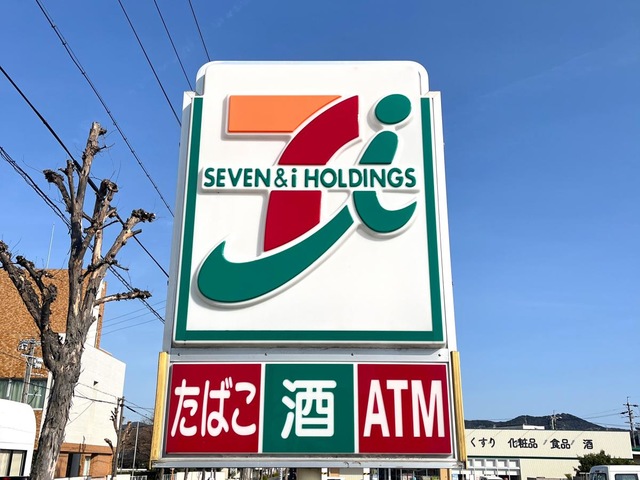 SEVEN & i HOLDINGS
たばこ 酒 ATM
くすり 化粧品 食品 酒